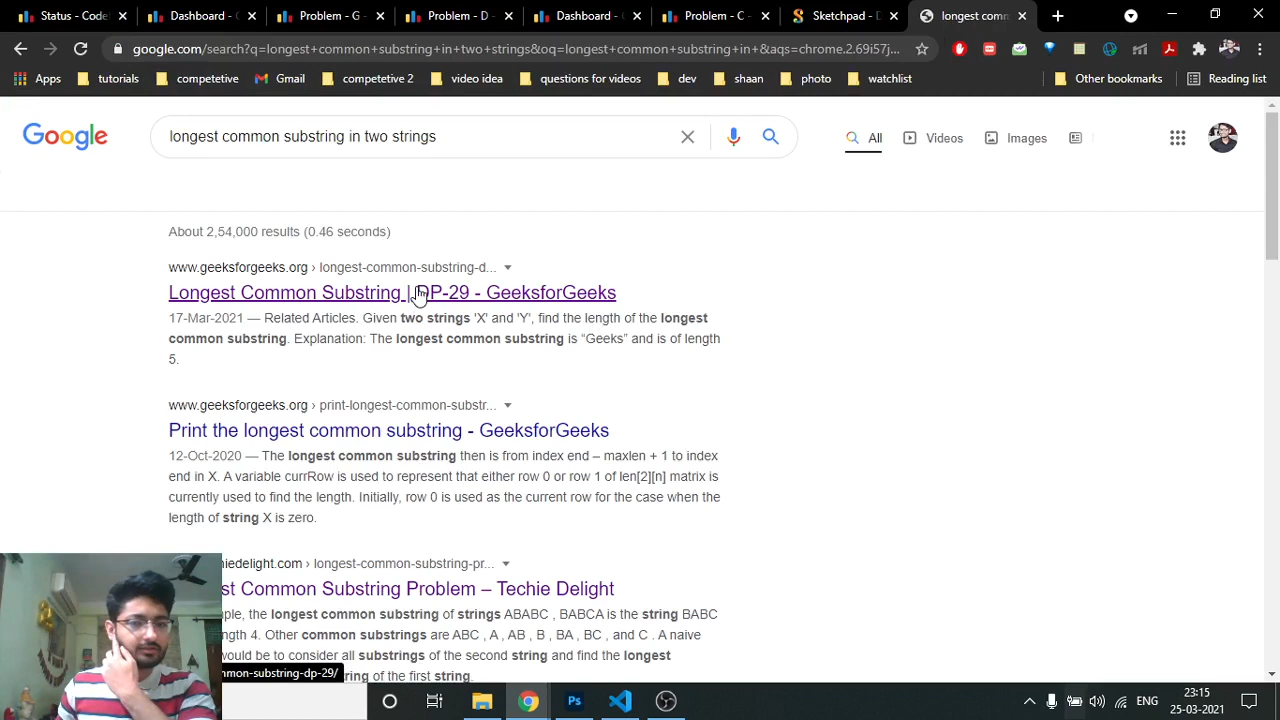 Status - Code
Dashboard - C
Problem - G -
Problem - D -
Dashboard - C
Problem - C -
Sketchpad - D
longest comm
google.com/search?q=longest+common+substring+in+two+strings&oq=longest+common+substring+in+&aqs=chrome.2.69i57j...
Apps tutorials competetive Gmail competetive 2 video idea questions for videos dev shaan photo watchlist Other bookmarks Reading list
Google longest common substring in two strings All Videos Images
About 2,54,000 results (0.46 seconds)
www.geeksforgeeks.org › longest-common-substring-d...
Longest Common Substring | DP-29 - GeeksforGeeks
17-Mar-2021 — Related Articles. Given two strings 'X' and 'Y', find the length of the longest
common substring. Explanation: The longest common substring is “Geeks” and is of length
5.
www.geeksforgeeks.org › print-longest-common-substr...
Print the longest common substring - GeeksforGeeks
12-Oct-2020 — The longest common substring then is from index end – maxlen + 1 to index
end in X. A variable currRow is used to represent that either row 0 or row 1 of len[2][n] matrix is
currently used to find the length. Initially, row 0 is used as the current row for the case when the
length of string X is zero.
hiedelight.com › longest-common-substring-pr...
st Common Substring Problem – Techie Delight
ple, the longest common substring of strings ABABC , BABCA is the string BABC
ngth 4. Other common substrings are ABC , A , AB , B , BA , BC , and C . A naive
would be to consider all substrings of the second string and find the longest
mmon-substring-dp-29/
ring of the first string.
ENG
23:15
25-03-2021